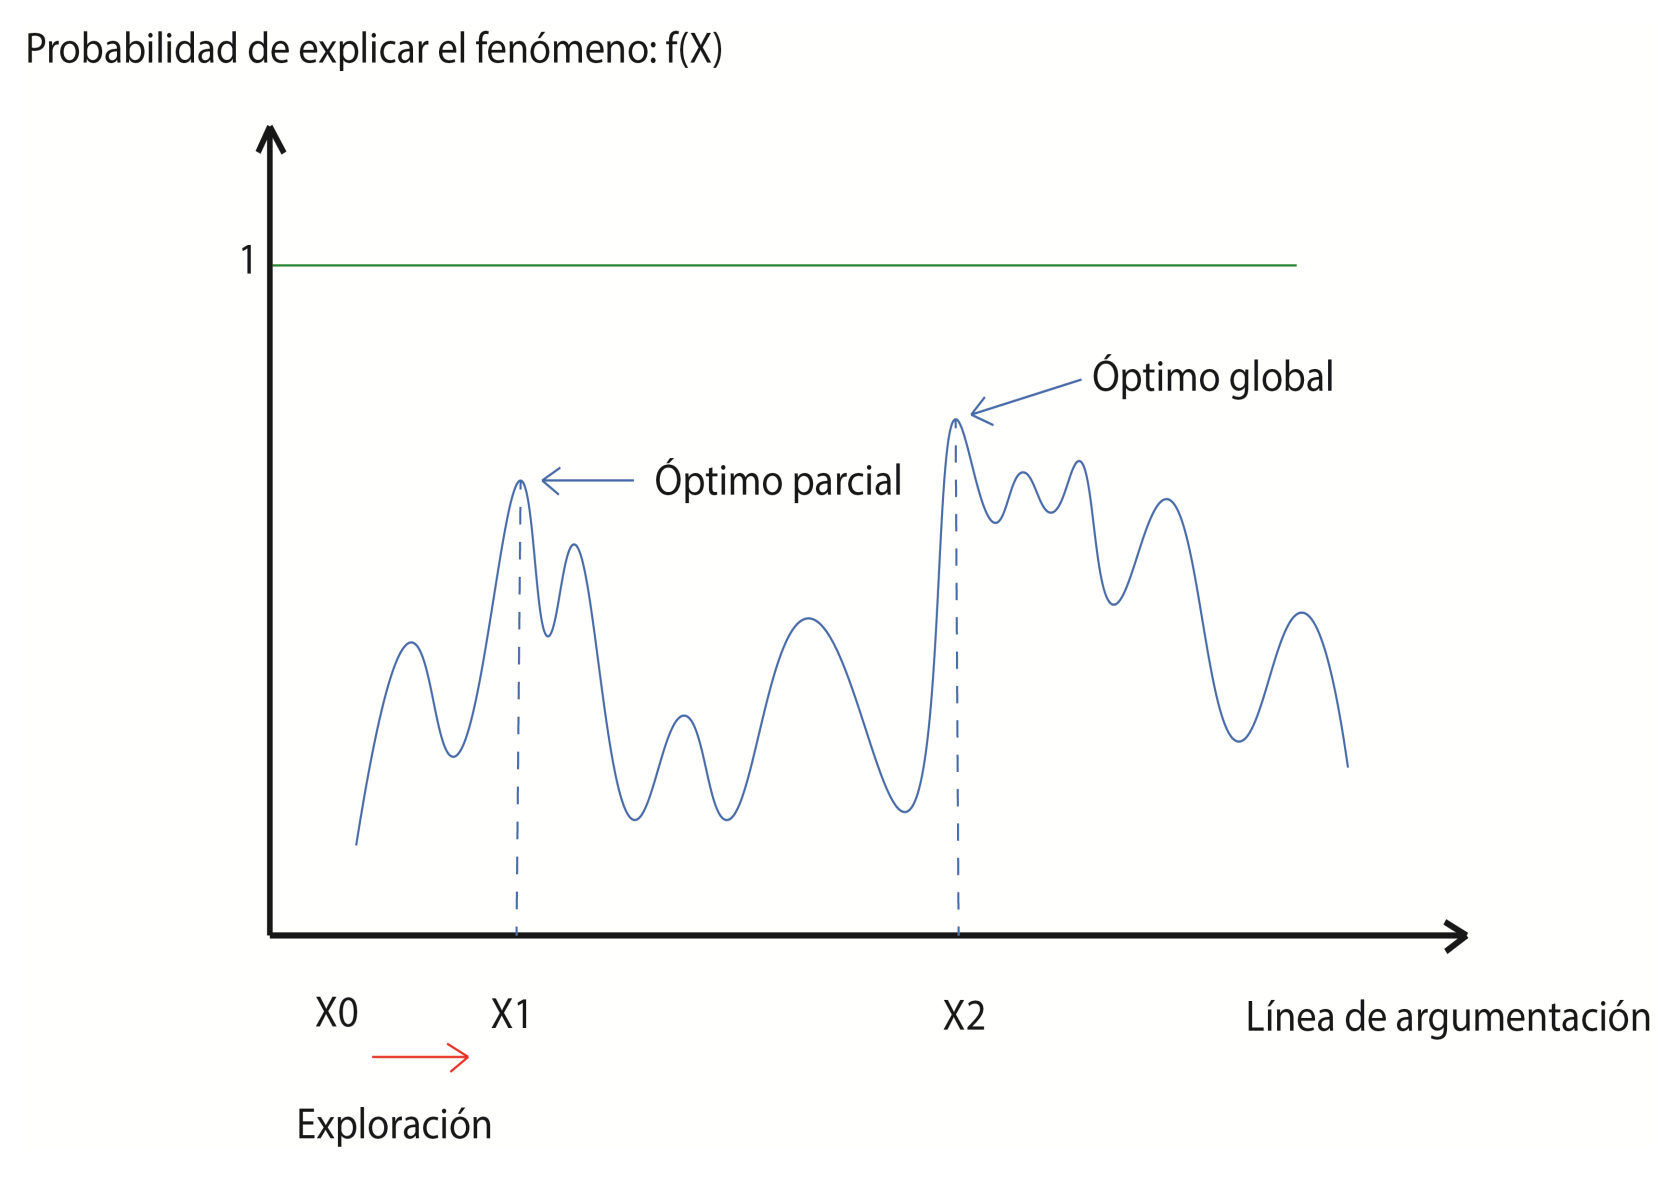 Probabilidad de explicar el fenómeno: f(X)
1
Óptimo global
Óptimo parcial
X0
X1
X2
Línea de argumentación
Exploración